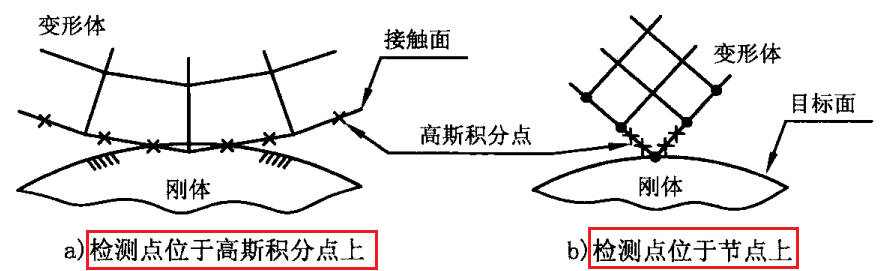 变形体
接触面
高斯积分点
刚体
a)检测点位于高斯积分点上
变形体
目标面
刚体
b)检测点位于节点上